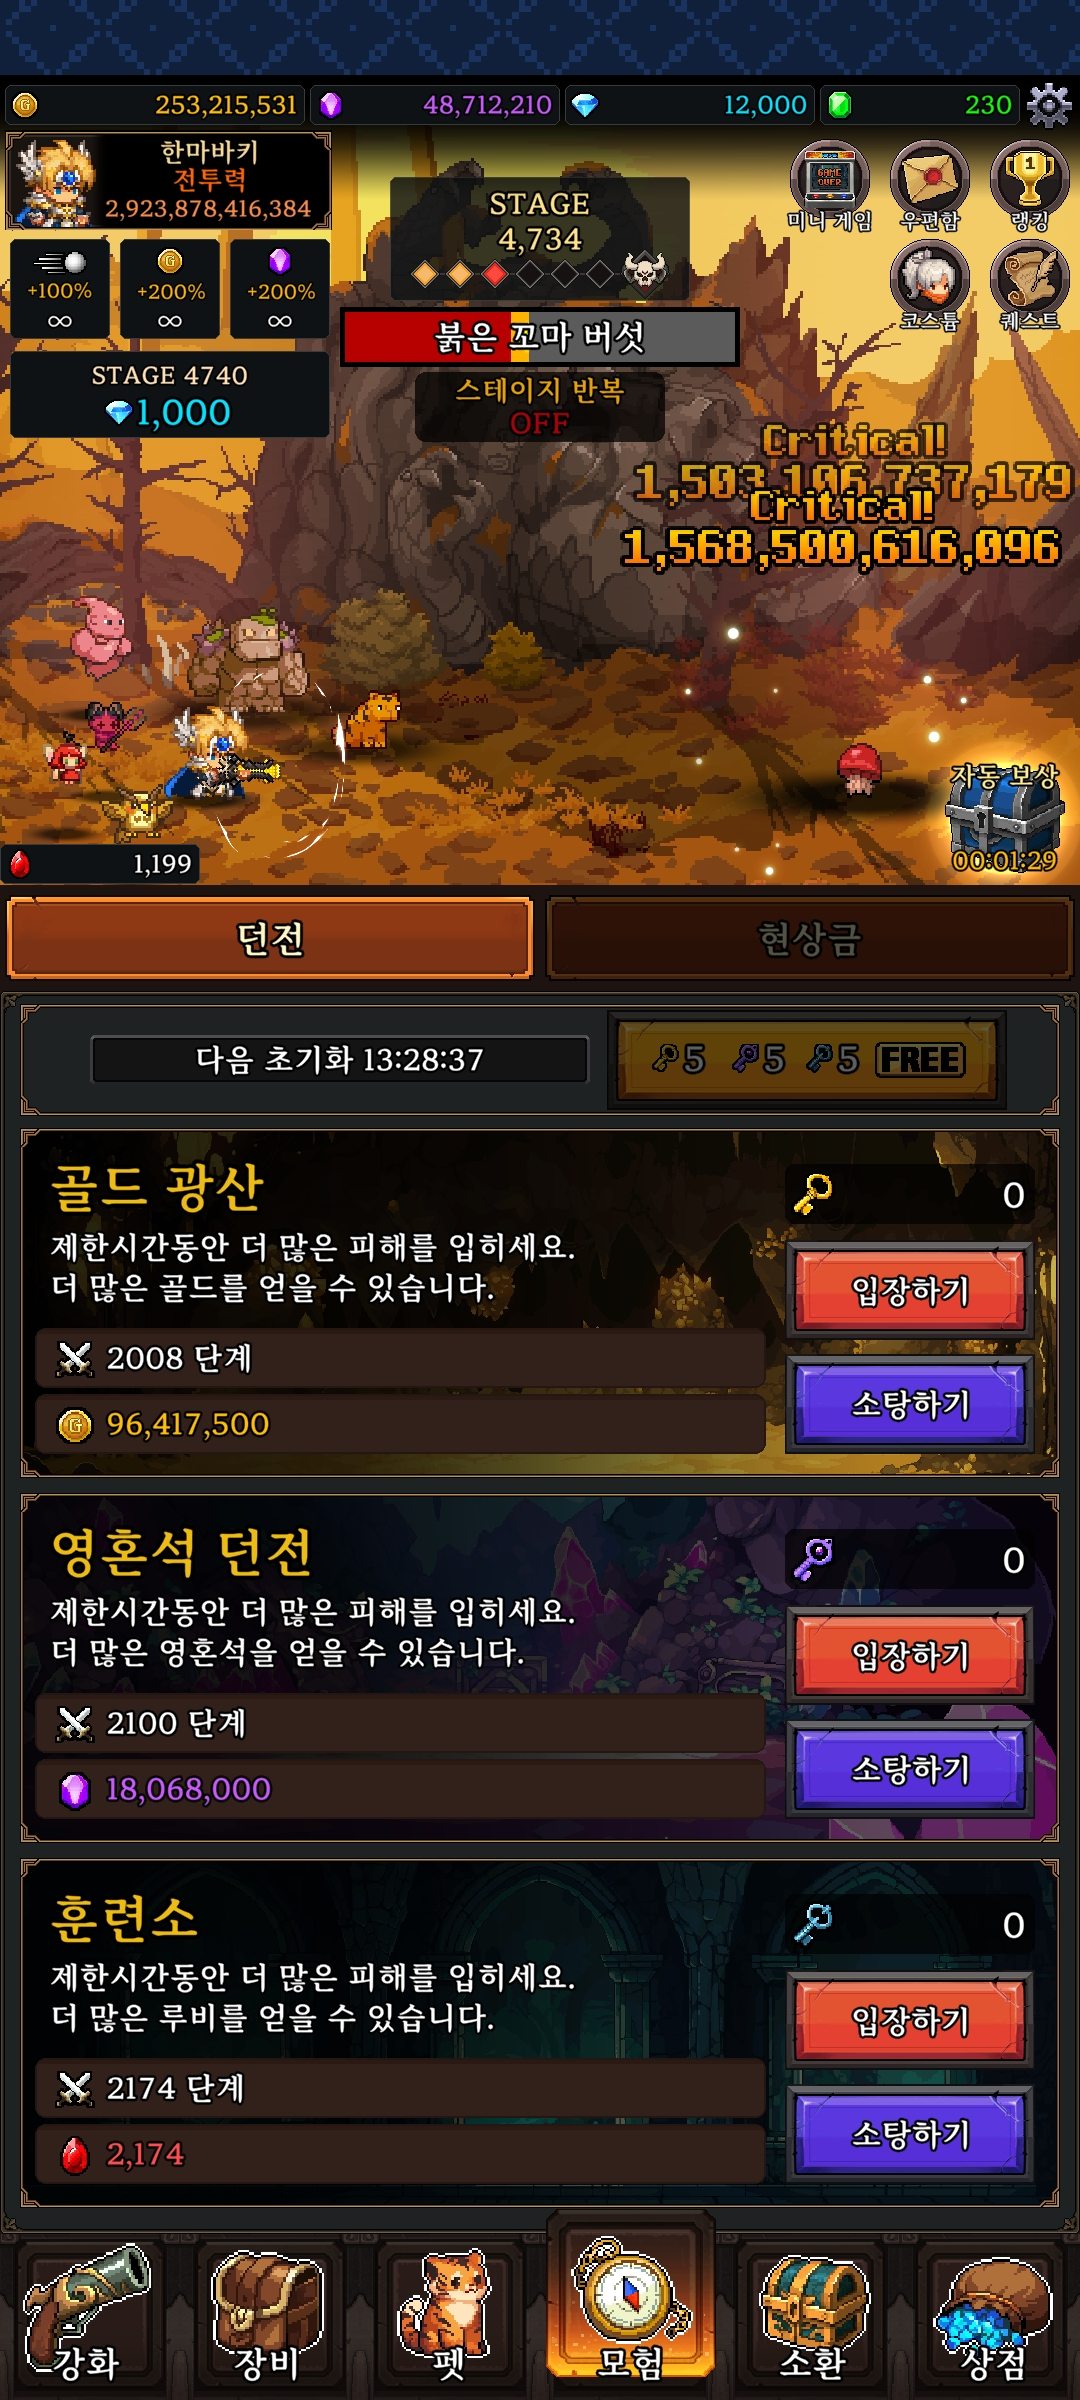 253,215,531
48,712,210
12,000
230
한마바키
전투력
2,923,878,416,384
+100%
∞
+200%
∞
+200%
∞
STAGE 4740
1,000
STAGE
4,734
붉은 꼬마 버섯
스테이지 반복
OFF
GAME OVER
미니 게임
우편함
1
랭킹
코스튬
퀘스트
Critical!
1,503,106,737,179
Critical!
1,568,500,616,096
자동 보상
00:01:29
1,199
던전
현상금
다음 초기화 13:28:37
5 5 5 FREE
골드 광산
0
제한시간동안 더 많은 피해를 입히세요.
더 많은 골드를 얻을 수 있습니다.
입장하기
2008 단계
96,417,500
소탕하기
영혼석 던전
0
제한시간동안 더 많은 피해를 입히세요.
더 많은 영혼석을 얻을 수 있습니다.
입장하기
2100 단계
18,068,000
소탕하기
훈련소
0
제한시간동안 더 많은 피해를 입히세요.
더 많은 루비를 얻을 수 있습니다.
입장하기
2174 단계
2,174
소탕하기
강화
장비
펫
모험
소환
상점